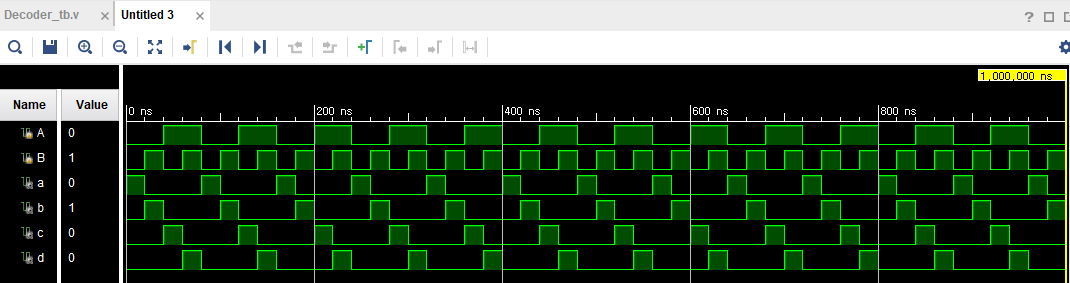 Decoder_tb.v × Untitled 3 ×
?
1,000,000 ns
Name Value
0 ns 200 ns 400 ns 600 ns 800 ns
A 0
B 1
a 0
b 1
c 0
d 0